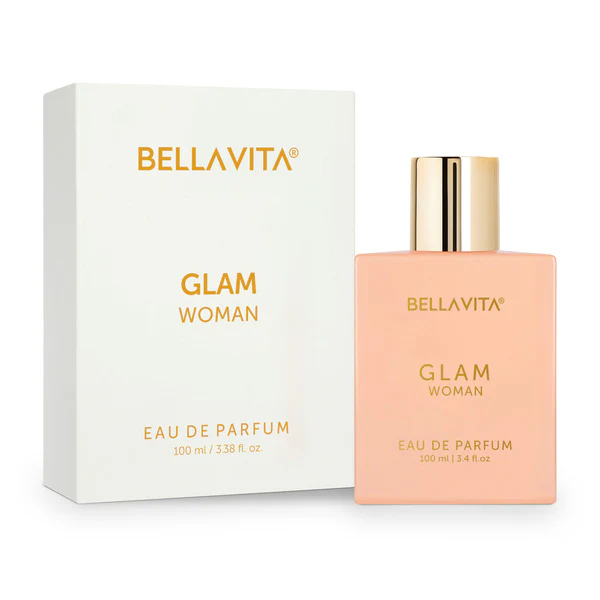 BELLAVITA®
GLAM
WOMAN
EAU DE PARFUM
100 ml / 3.38 fl. oz.
BELLAVITA®
GLAM
WOMAN
EAU DE PARFUM
100 ml | 3.4 fl.oz